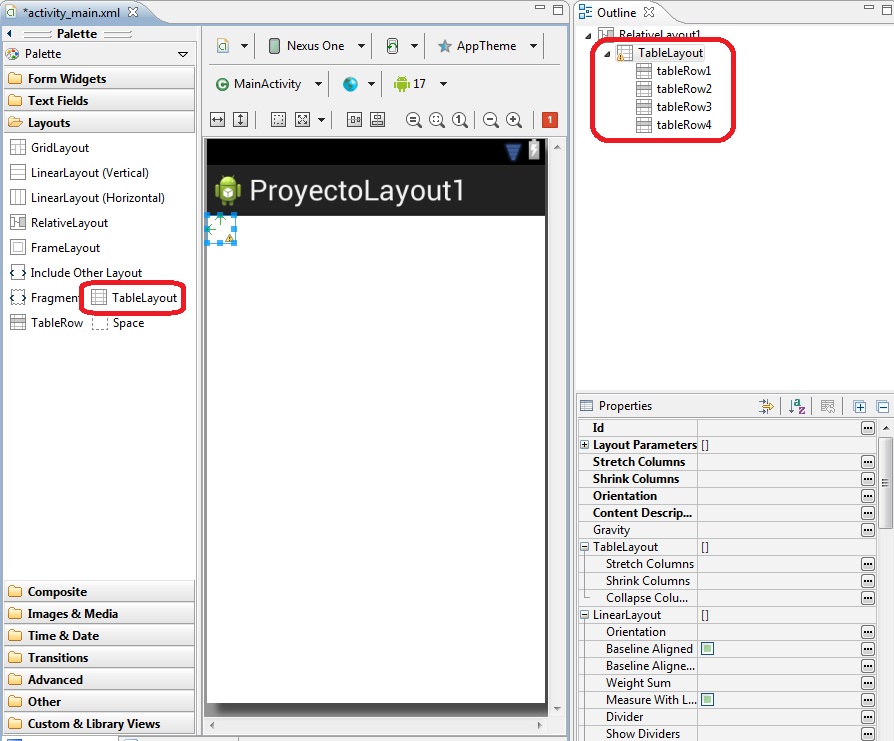 *activity_main.xml
Palette
Palette
Form Widgets
Text Fields
Layouts
GridLayout
LinearLayout (Vertical)
LinearLayout (Horizontal)
RelativeLayout
FrameLayout
Include Other Layout
Fragment TableLayout
TableRow Space
Composite
Images & Media
Time & Date
Transitions
Advanced
Other
Custom & Library Views
Nexus One
AppTheme
MainActivity
17
1
1
ProyectoLayout1
Outline
RelativeLayout1
TableLayout
tableRow1
tableRow2
tableRow3
tableRow4
Properties
Id
Layout Parameters []
Stretch Columns
Shrink Columns
Orientation
Content Descrip...
Gravity
TableLayout []
Stretch Columns
Shrink Columns
Collapse Colu...
LinearLayout []
Orientation
Baseline Aligned
Baseline Aligne...
Weight Sum
Measure With L...
Divider
Show Dividers